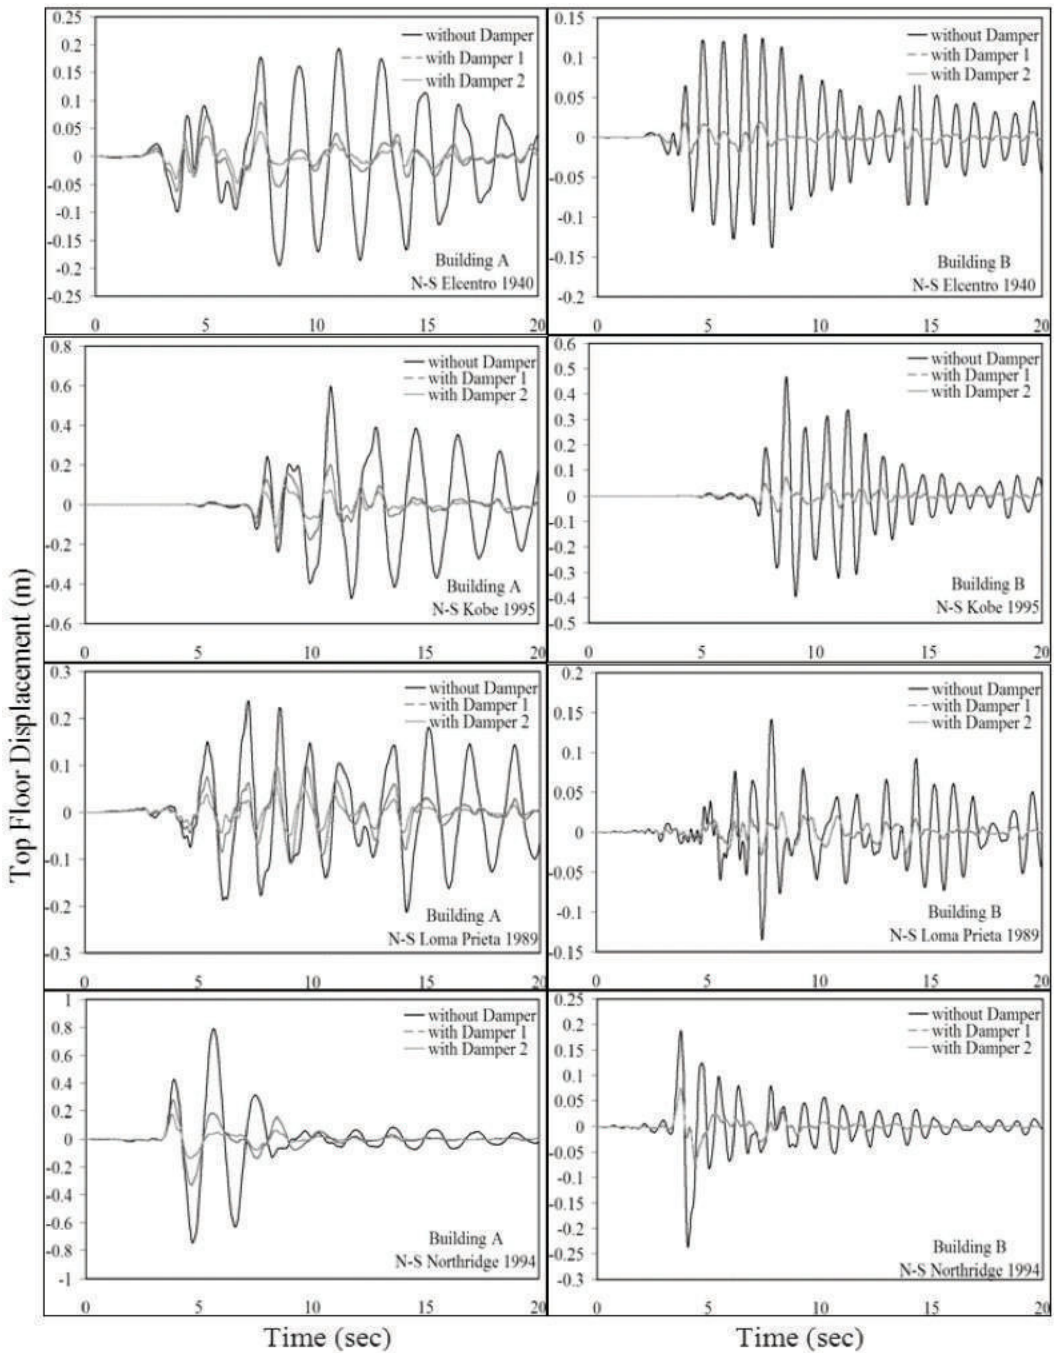 Top Floor Displacement (m)
0.25
0.2
0.15
0.1
0.05
0
-0.05
-0.1
-0.15
-0.2
-0.25
without Damper
with Damper 1
with Damper 2
Building A
N-S Elcentro 1940
0 5 10 15 20
0.15
0.1
0.05
0
-0.05
-0.1
-0.15
-0.2
without Damper
with Damper 1
with Damper 2
Building B
N-S Elcentro 1940
0 5 10 15 20
0.8
0.6
0.4
0.2
0
-0.2
-0.4
-0.6
without Damper
with Damper 1
with Damper 2
Building A
N-S Kobe 1995
0 5 10 15 20
0.6
0.5
0.4
0.3
0.2
0.1
0
-0.1
-0.2
-0.3
-0.4
-0.5
without Damper
with Damper 1
with Damper 2
Building B
N-S Kobe 1995
0 5 10 15 20
0.3
0.2
0.1
0
-0.1
-0.2
-0.3
without Damper
with Damper 1
with Damper 2
Building A
N-S Loma Prieta 1989
0 5 10 15 20
0.2
0.15
0.1
0.05
0
-0.05
-0.1
-0.15
without Damper
with Damper 1
with Damper 2
Building B
N-S Loma Prieta 1989
0 5 10 15 20
1
0.8
0.6
0.4
0.2
0
-0.2
-0.4
-0.6
-0.8
-1
without Damper
with Damper 1
with Damper 2
Building A
N-S Northridge 1994
0 5 10 15 20
0.25
0.2
0.15
0.1
0.05
0
-0.05
-0.1
-0.15
-0.2
-0.25
-0.3
without Damper
with Damper 1
with Damper 2
Building B
N-S Northridge 1994
0 5 10 15 20
Time (sec)
Time (sec)